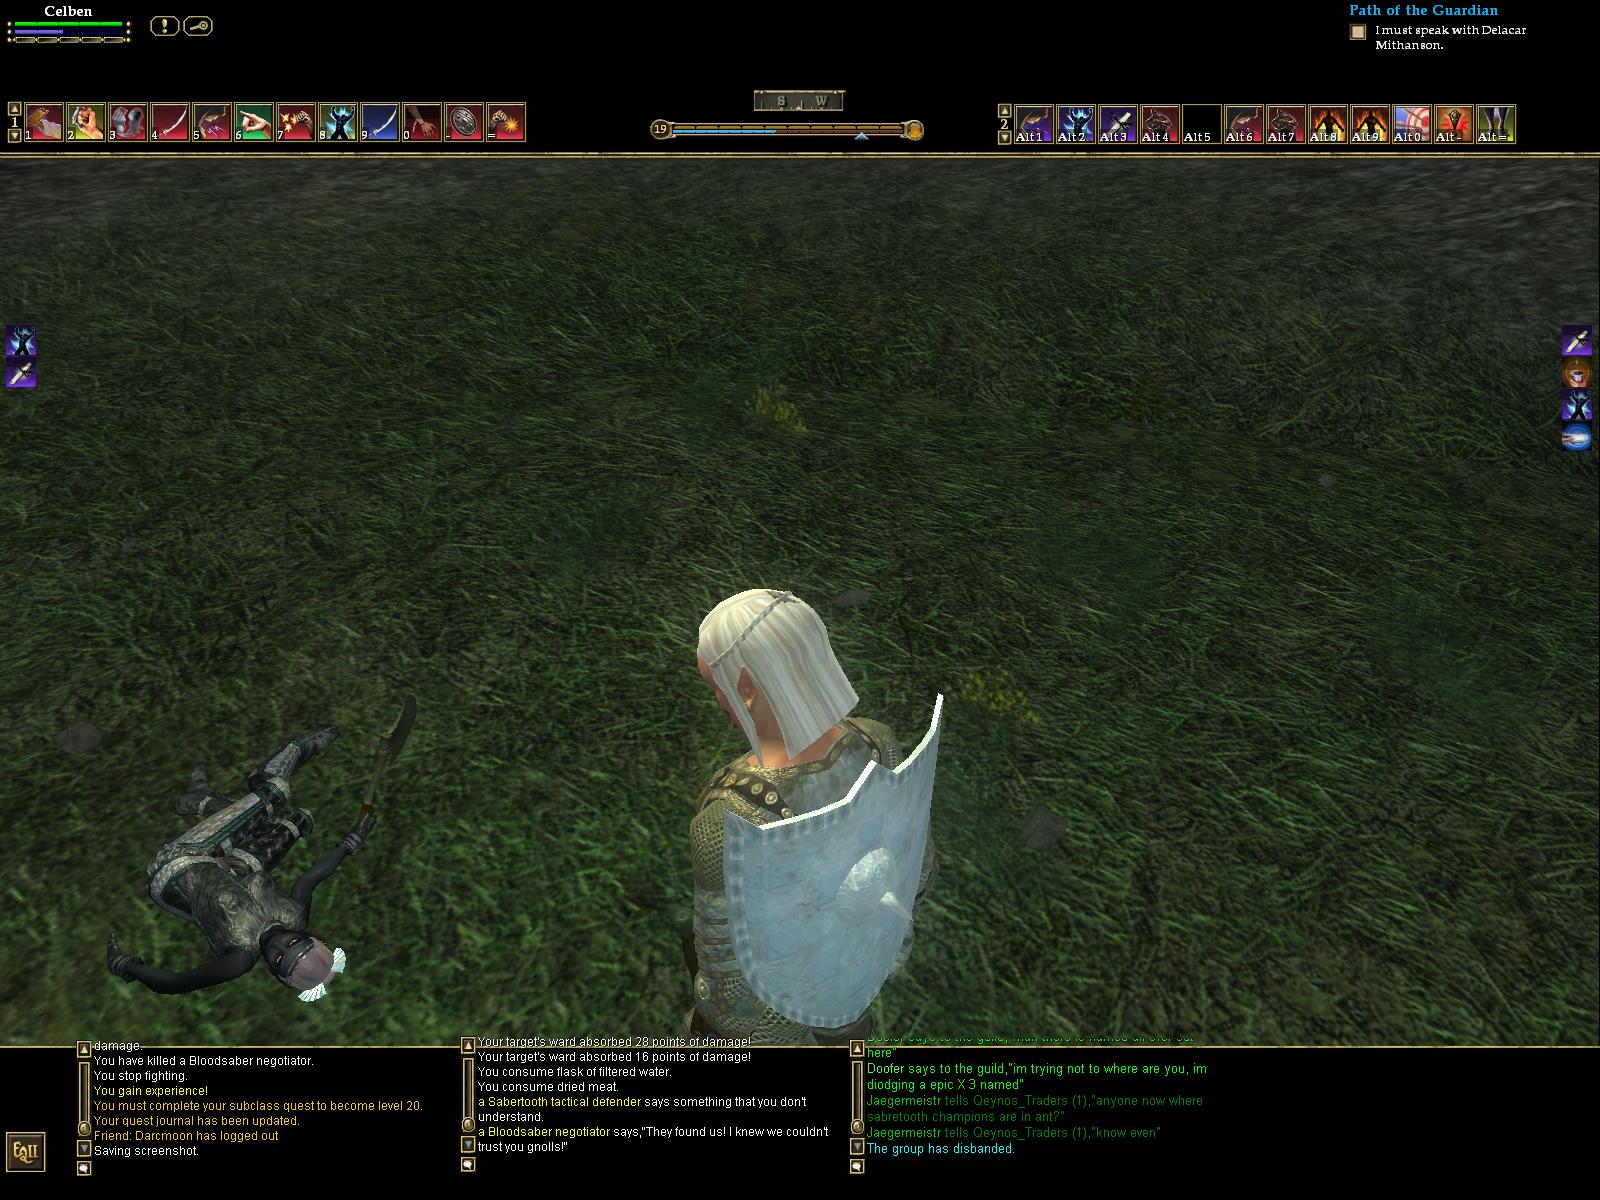 Celben
Path of the Guardian
I must speak with Delacar
Mithanson.
1
1 2 3 4 5 6 7 8 9 0 - =
S W
19
2
Alt1 Alt2 Alt3 Alt4 Alt5 Alt6 Alt7 Alt8 Alt9 Alt0 Alt- Alt=
damage.
You have killed a Bloodsaber negotiator.
You stop fighting.
You gain experience!
You must complete your subclass quest to become level 20.
Your quest journal has been updated.
Friend: Darcmoon has logged out
Saving screenshot.
EQII
Your target's ward absorbed 28 points of damage!
Your target's ward absorbed 16 points of damage!
You consume flask of filtered water.
You consume dried meat.
a Sabertooth tactical defender says something that you don't
understand.
a Bloodsaber negotiator says,"They found us! I knew we couldn't
trust you gnolls!"
Doofer says to the guild,
here"
Doofer says to the guild,"im trying not to where are you, im
diodging a epic X 3 named"
Jaegermeistr tells Qeynos_Traders (1),"anyone now where
sabretooth champions are in ant?"
Jaegermeistr tells Qeynos_Traders (1),"know even"
The group has disbanded.